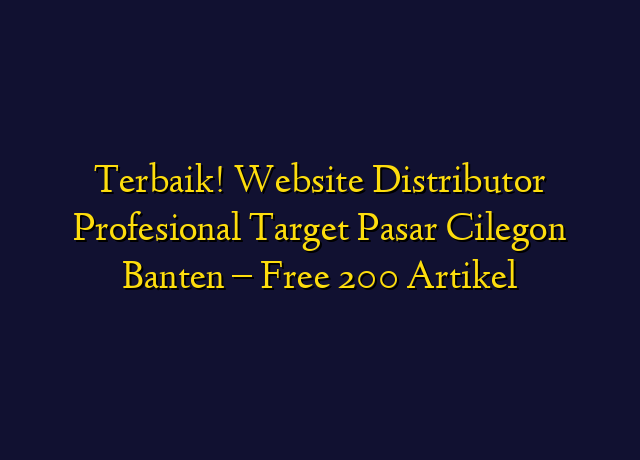 Terbaik! Website Distributor
Profesional Target Pasar Cilegon
Banten – Free 200 Artikel